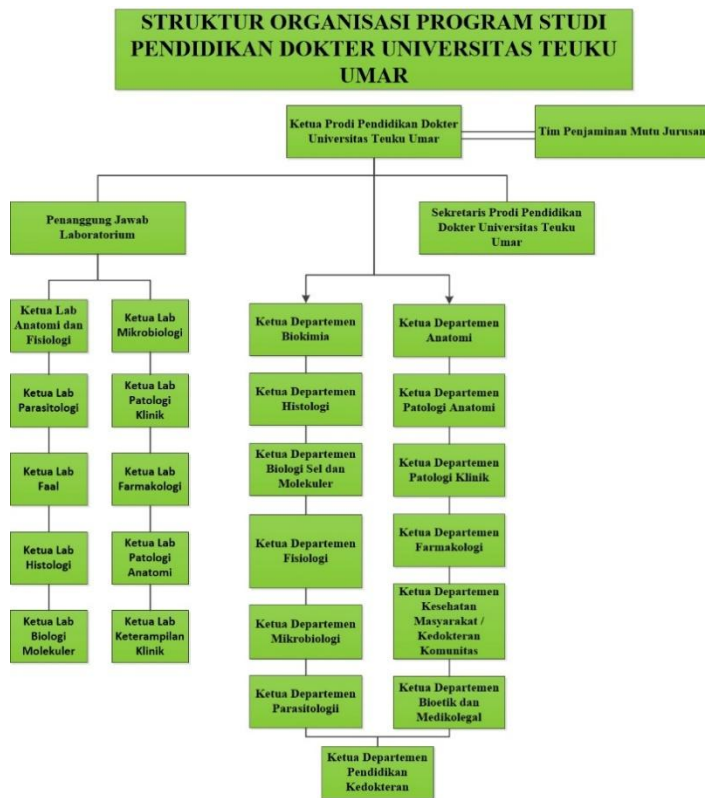 STRUKTUR ORGANISASI PROGRAM STUDI
PENDIDIKAN DOKTER UNIVERSITAS TEUKU
UMAR
Ketua Prodi Pendidikan Dokter
Universitas Teuku Umar
Tim Penjaminan Mutu Jurusan
Penanggung Jawab
Laboratorium
Sekretaris Prodi Pendidikan
Dokter Universitas Teuku
Umar
Ketua Lab
Anatomi dan
Fisiologi
Ketua Lab
Mikrobiologi
Ketua Departemen
Biokimia
Ketua Departemen
Anatomi
Ketua Lab
Parasitologi
Ketua Lab
Patologi
Klinik
Ketua Departemen
Histologi
Ketua Departemen
Patologi Anatomi
Ketua Lab
Faal
Ketua Lab
Farmakologi
Ketua Departemen
Biologi Sel dan
Molekuler
Ketua Departemen
Patologi Klinik
Ketua Lab
Histologi
Ketua Lab
Patologi
Anatomi
Ketua Departemen
Fisiologi
Ketua Departemen
Farmakologi
Ketua Lab
Biologi
Molekuler
Ketua Lab
Keterampilan
Klinik
Ketua Departemen
Mikrobiologi
Ketua Departemen
Kesehatan
Masyarakat /
Kedokteran
Komunitas
Ketua Departemen
Parasitologii
Ketua Departemen
Bioetik dan
Medikolegal
Ketua Departemen
Pendidikan
Kedokteran